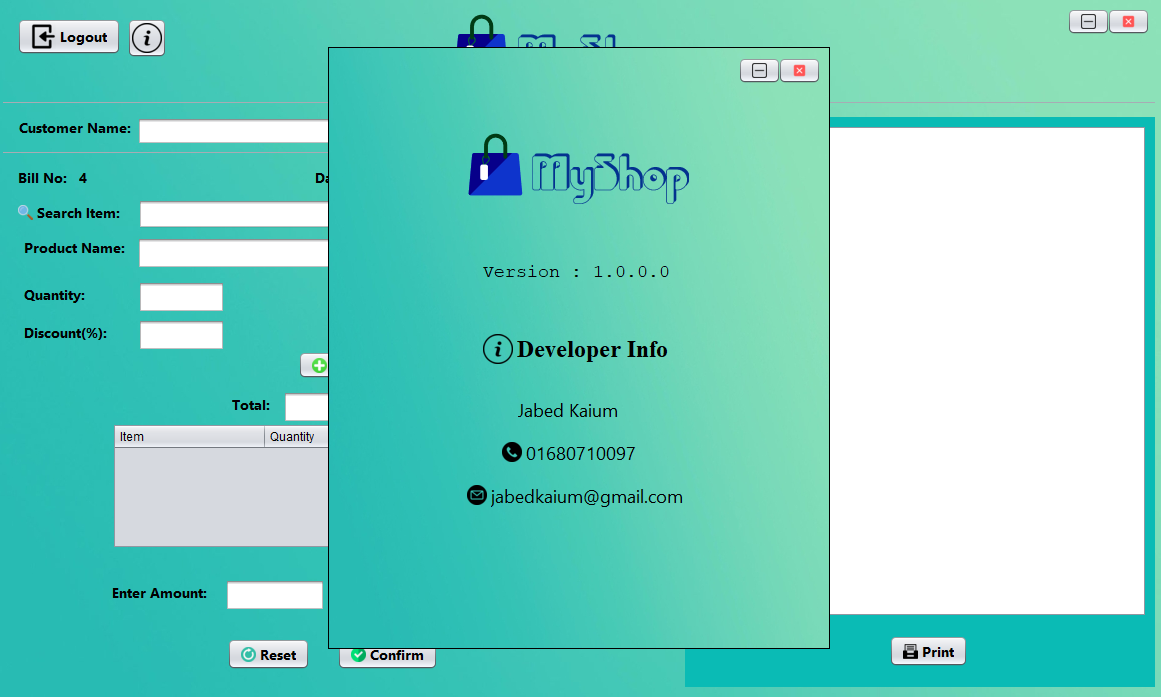 Logout
MyShop
Version : 1.0.0.0
Developer Info
Jabed Kaium
01680710097
jabedkaium@gmail.com
Customer Name:
Bill No: 4
Search Item:
Product Name:
Quantity:
Discount(%):
Total:
Item Quantity
Enter Amount:
Reset
Confirm
Print